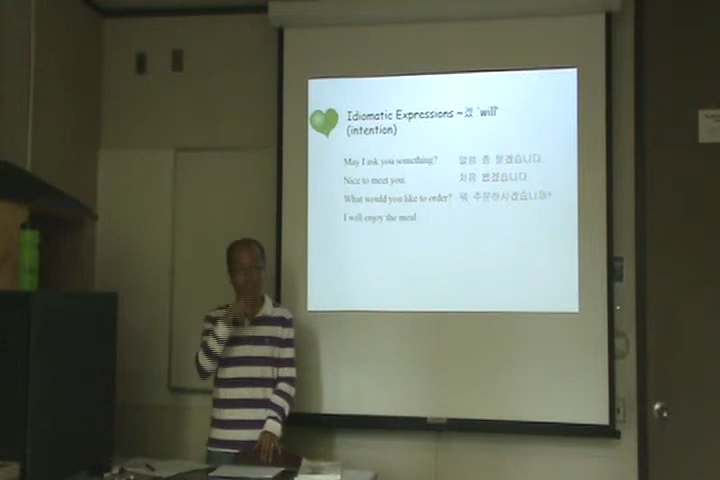 Idiomatic Expressions ~겠 'will'
(intention)
May I ask you something? 말씀 좀 묻겠습니다.
Nice to meet you. 처음 뵙겠습니다.
What would you like to order? 뭐 주문하시겠습니까?
I will enjoy the meal.